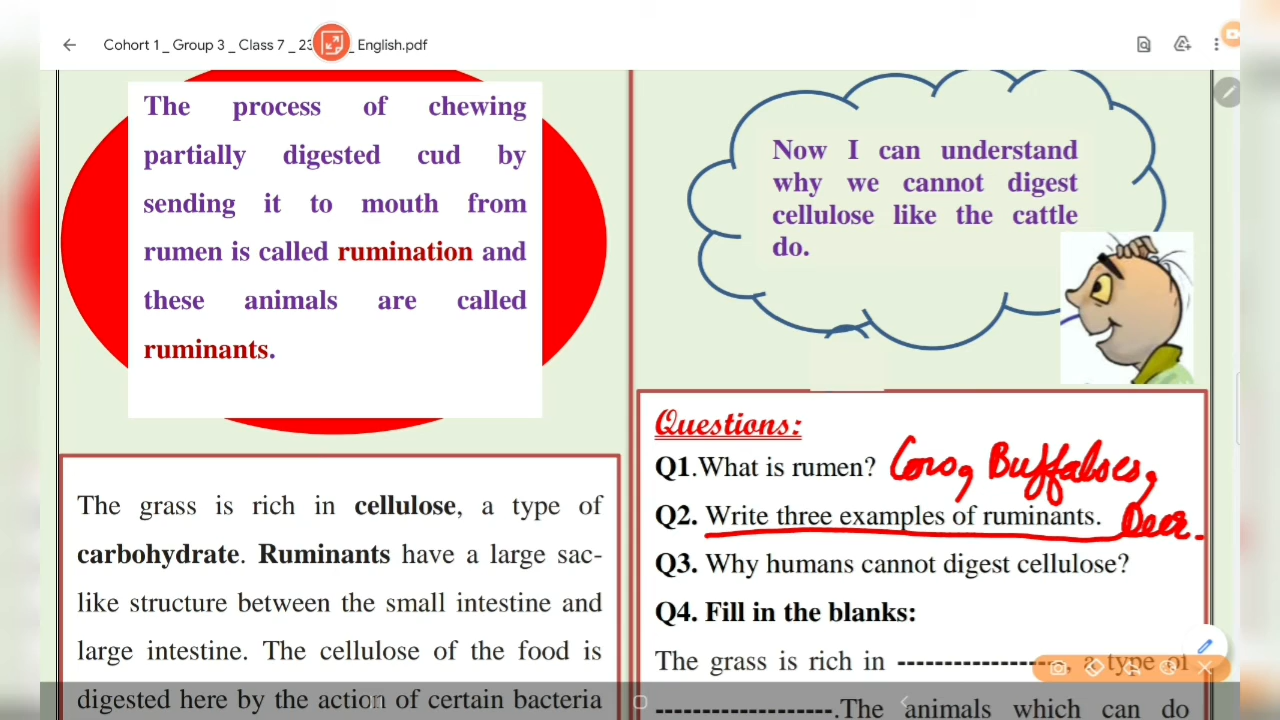 Cohort 1 _ Group 3 _ Class 7 _ 23 _ English.pdf
The process of chewing
partially digested cud by
sending it to mouth from
rumen is called rumination and
these animals are called
ruminants.
The grass is rich in cellulose, a type of
carbohydrate. Ruminants have a large sac-
like structure between the small intestine and
large intestine. The cellulose of the food is
digested here by the action of certain bacteria
Now I can understand
why we cannot digest
cellulose like the cattle
do.
Questions:
Q1.What is rumen? Cows, Buffaloes,
Q2. Write three examples of ruminants. Deer.
Q3. Why humans cannot digest cellulose?
Q4. Fill in the blanks:
The grass is rich in ------------------, a type of
-------------------.The animals which can do